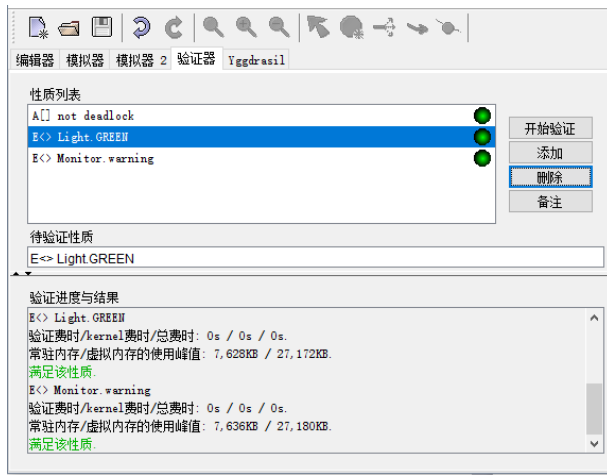 编辑器 模拟器 模拟器 2 验证器 Yggdrasil
性质列表
A[] not deadlock
E<> Light.GREEN
E<> Monitor.warning
开始验证
添加
删除
备注
待验证性质
E<> Light.GREEN
验证进度与结果
E<> Light.GREEN
验证费时/kernel费时/总费时: 0s / 0s / 0s.
常驻内存/虚拟内存的使用峰值: 7,628KB / 27,172KB.
满足该性质.
E<> Monitor.warning
验证费时/kernel费时/总费时: 0s / 0s / 0s.
常驻内存/虚拟内存的使用峰值: 7,636KB / 27,180KB.
满足该性质.